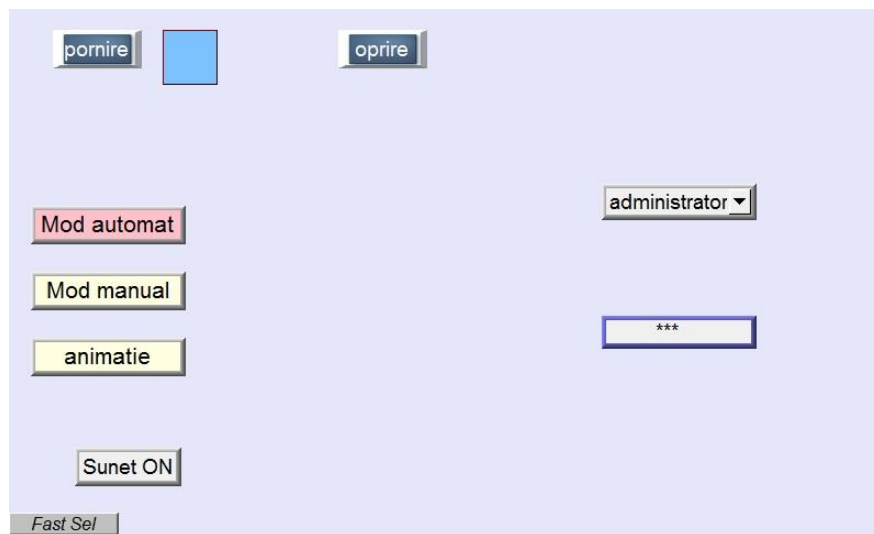 pornire
oprire
administrator
Mod automat
Mod manual
***
animatie
Sunet ON
Fast Sel